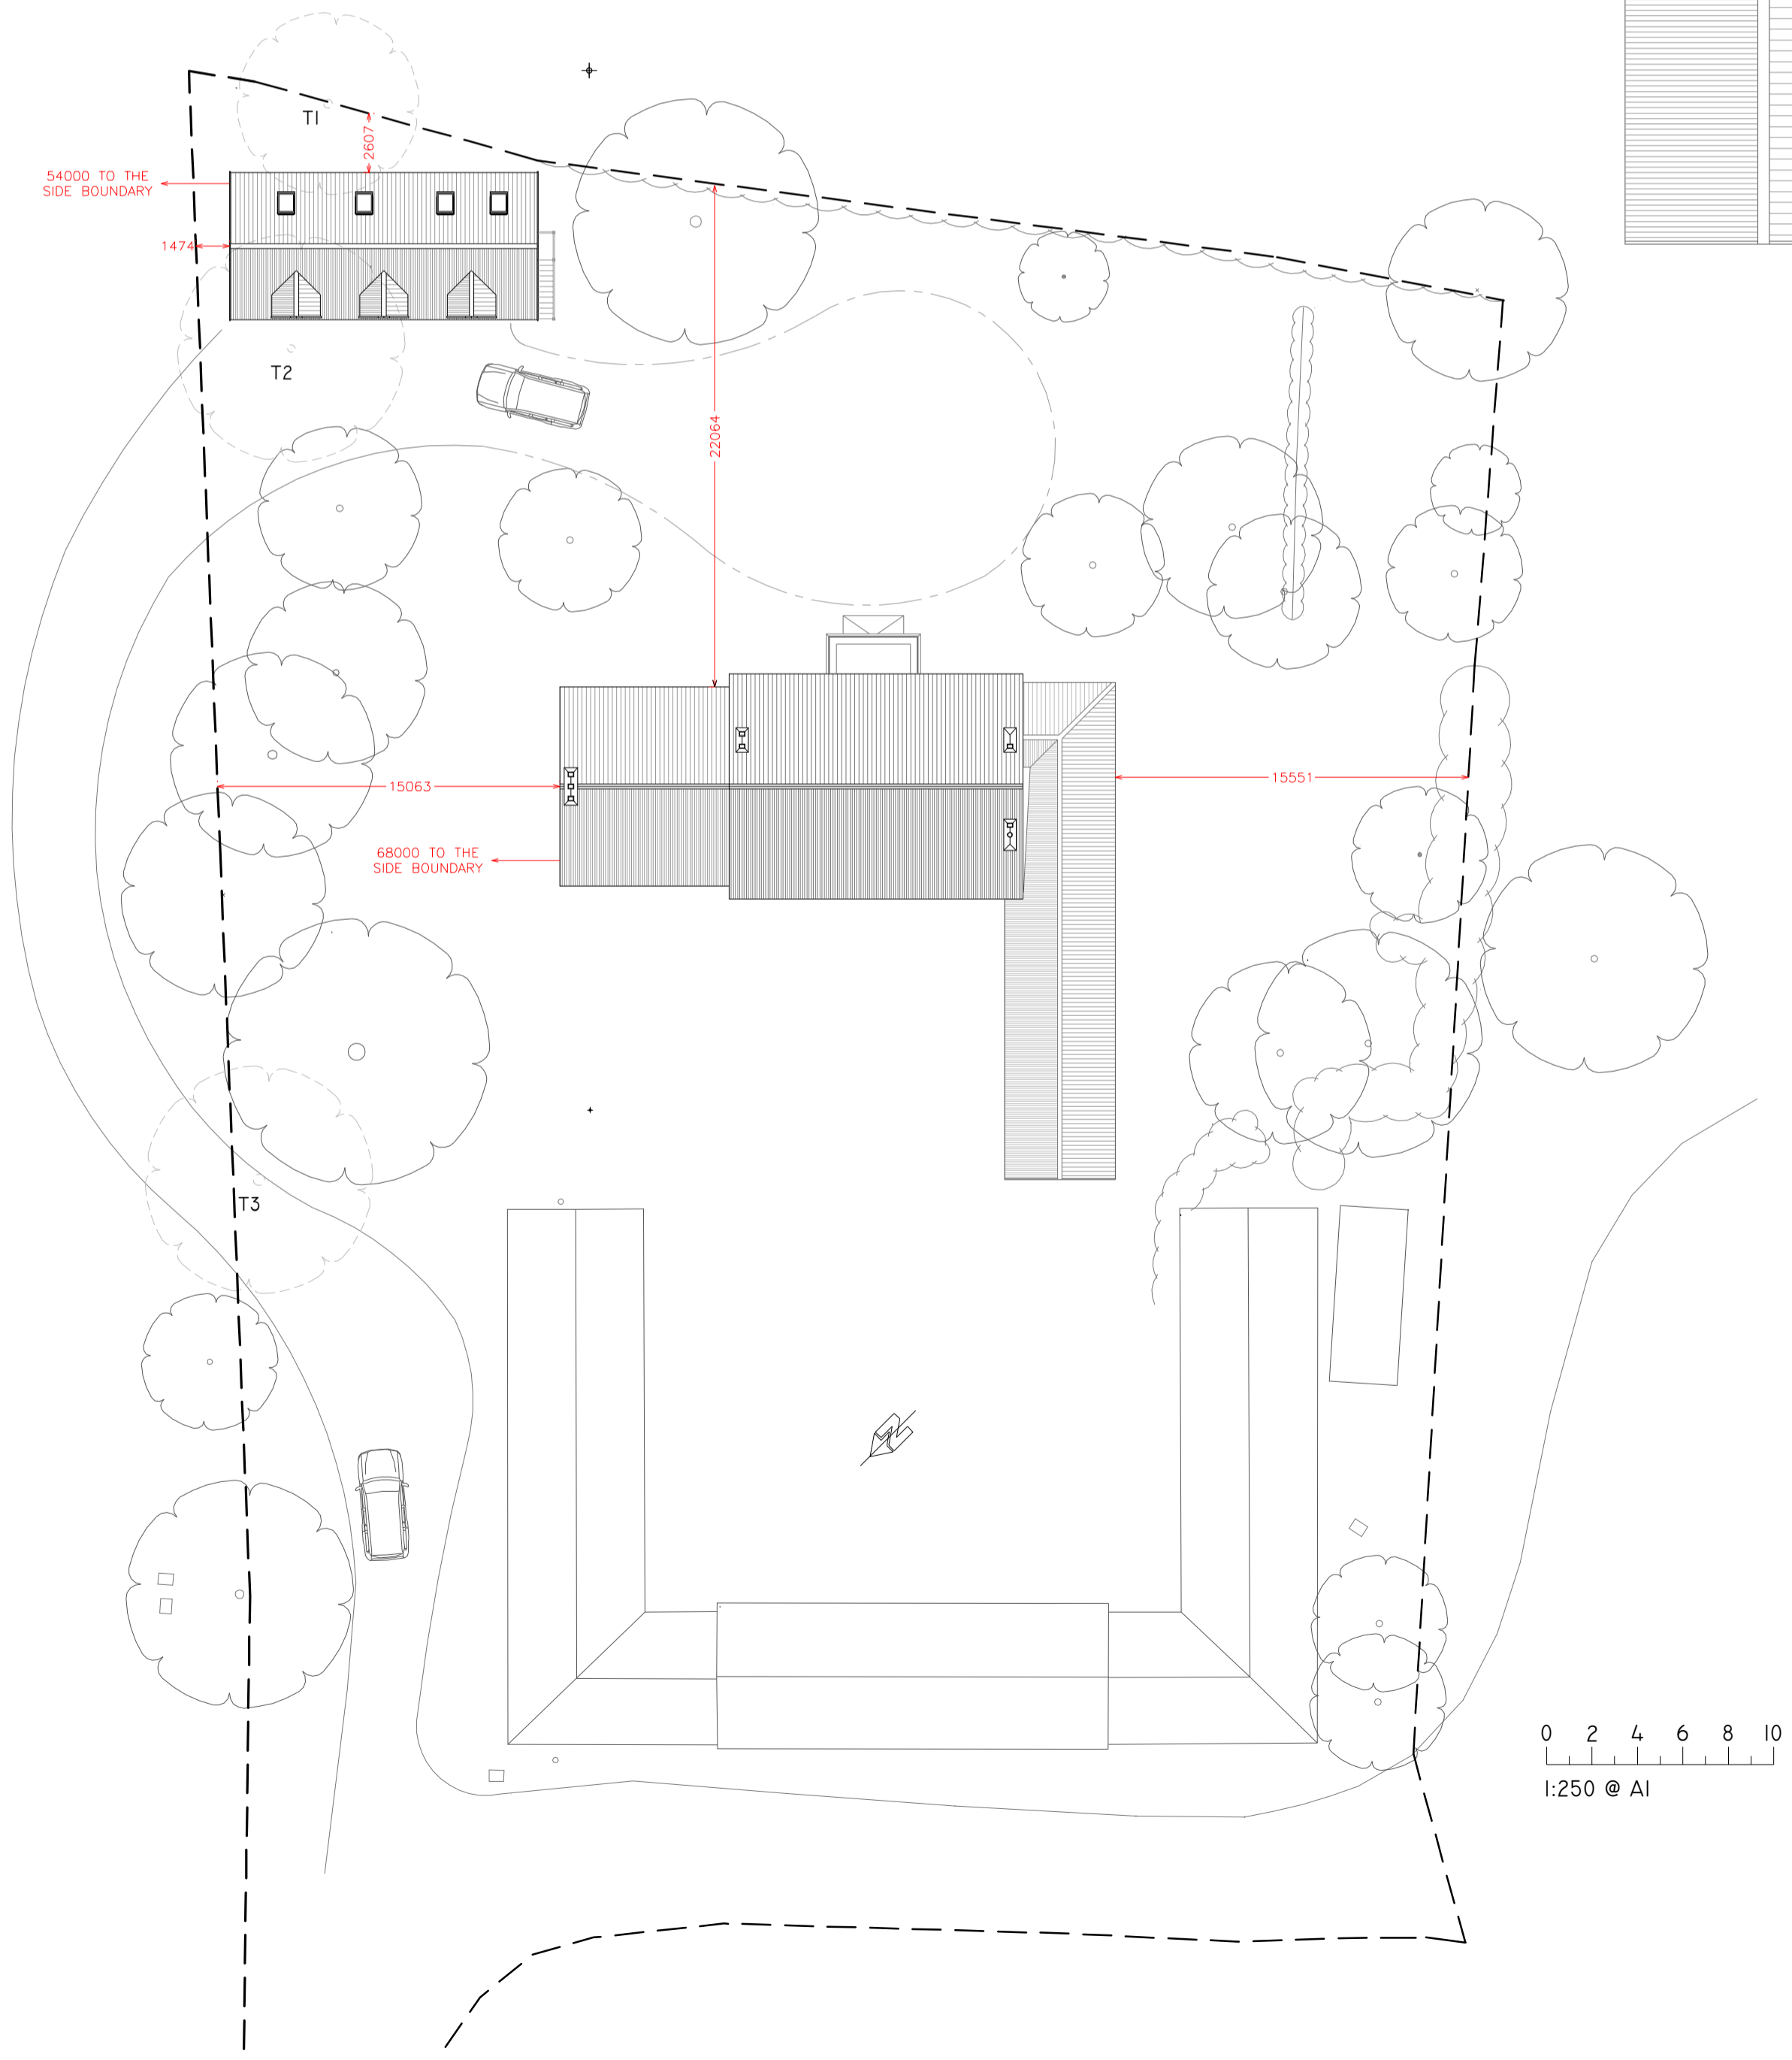 T1
2607
54000 TO THE
SIDE BOUNDARY
1474
T2
22064
15063
15551
68000 TO THE
SIDE BOUNDARY
T3
N
0 2 4 6 8 10
1:250 @ A1